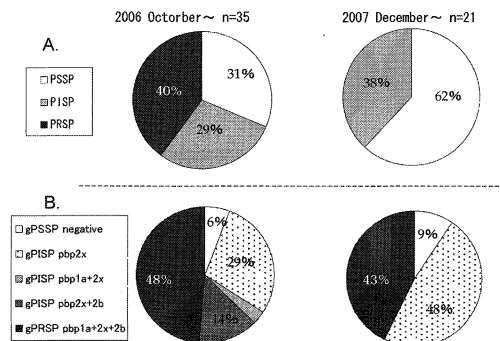 2006 Octorber～ n=35
2007 December～ n=21
A.
PSSP
PISP
PRSP
31%
40%
29%
38%
62%
B.
gPSSP negative
gPISP pbp2x
gPISP pbp1a+2x
gPISP pbp2x+2b
gPRSP pbp1a+2x+2b
6%
29%
48%
14%
9%
43%
48%